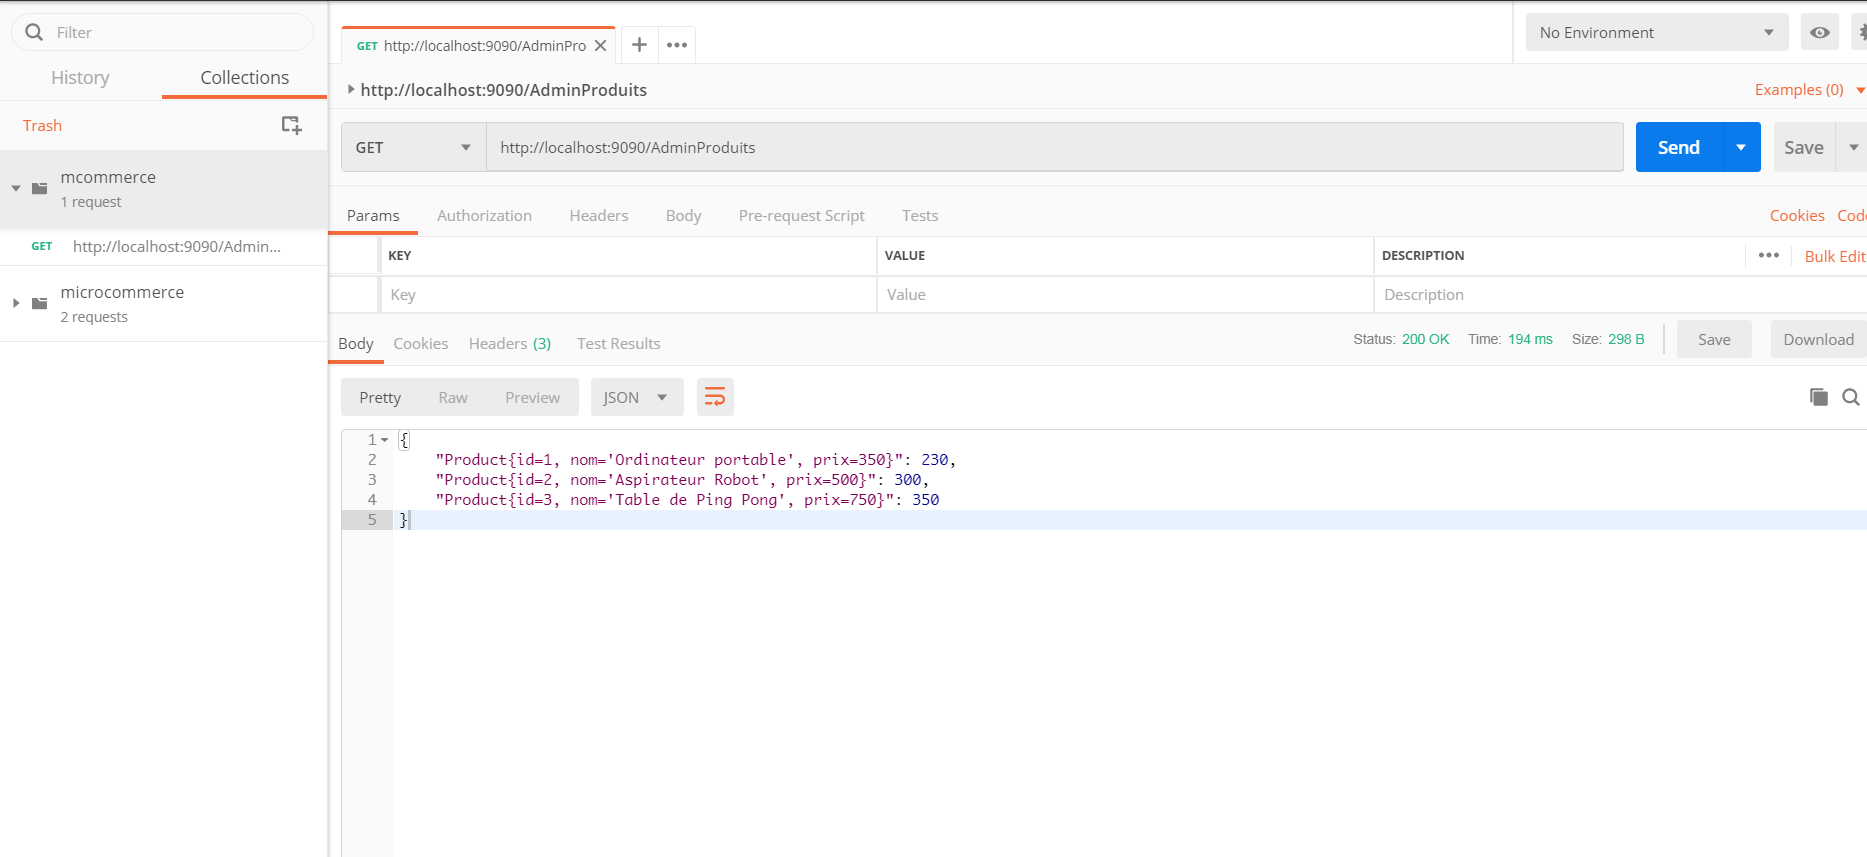 Filter
History
Collections
Trash
mcommerce
1 request
GET http://localhost:9090/Admin...
microcommerce
2 requests
GET http://localhost:9090/AdminPro
No Environment
http://localhost:9090/AdminProduits
Examples (0)
GET
http://localhost:9090/AdminProduits
Send
Save
Params Authorization Headers Body Pre-request Script Tests
Cookies Code
KEY VALUE DESCRIPTION
Bulk Edit
Key Value Description
Body Cookies Headers (3) Test Results
Status: 200 OK Time: 194 ms Size: 298 B
Save
Download
Pretty Raw Preview
JSON
1 {
2 "Product{id=1, nom='Ordinateur portable', prix=350}": 230,
3 "Product{id=2, nom='Aspirateur Robot', prix=500}": 300,
4 "Product{id=3, nom='Table de Ping Pong', prix=750}": 350
5 }